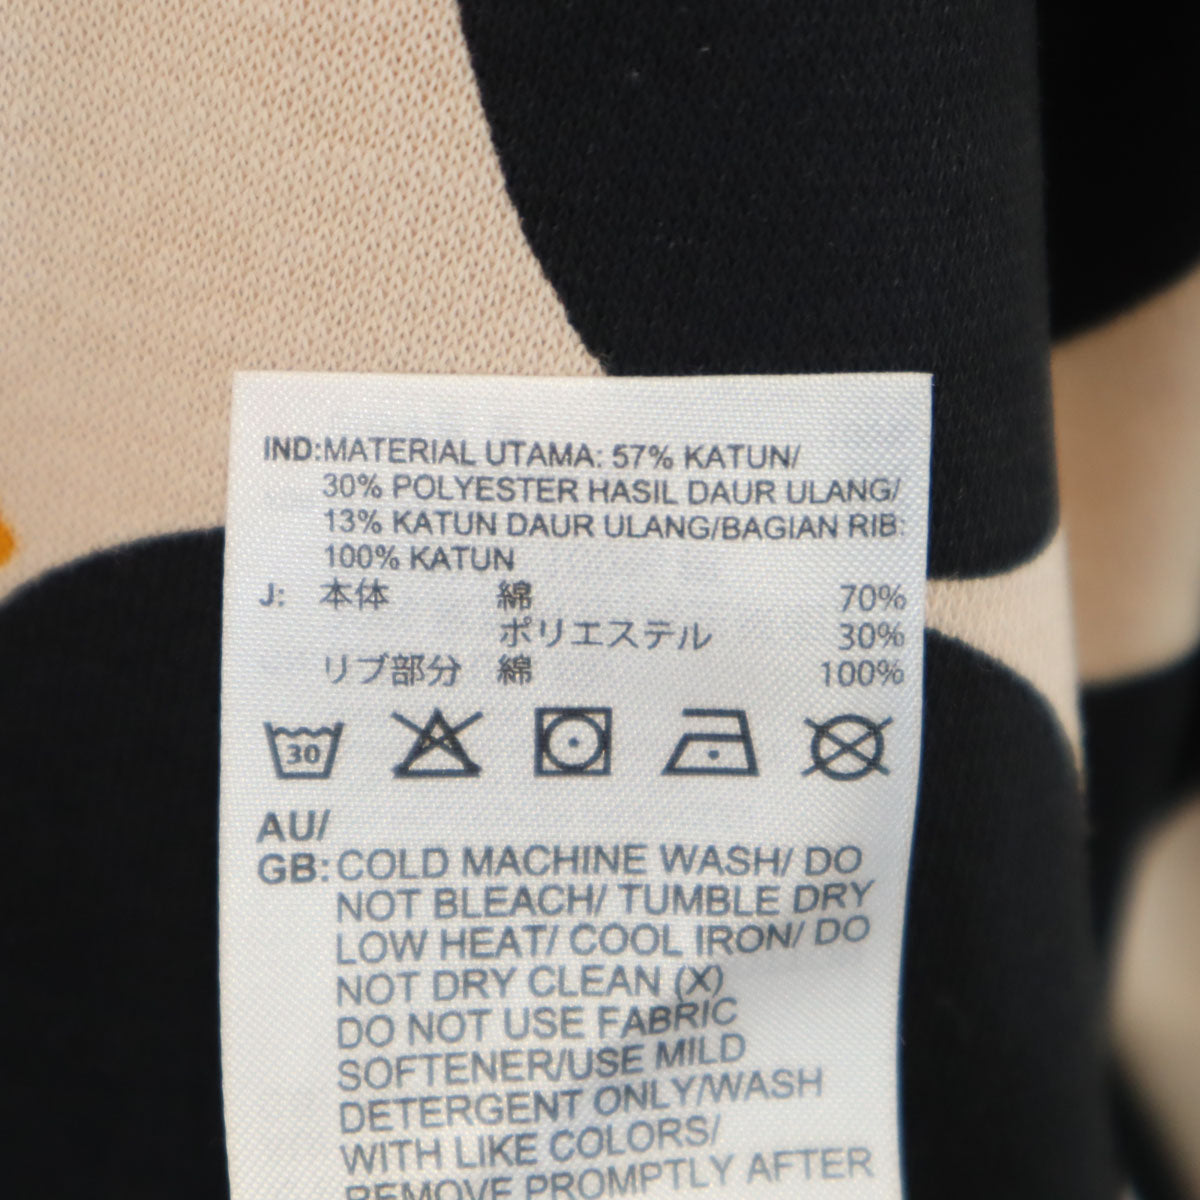 IND:MATERIAL UTAMA: 57% KATUN/
30% POLYESTER HASIL DAUR ULANG/
13% KATUN DAUR ULANG/BAGIAN RIB:
100% KATUN
J: 本体 綿 70%
ポリエステル 30%
リブ部分 綿 100%
30
AU/
GB: COLD MACHINE WASH/ DO
NOT BLEACH/ TUMBLE DRY
LOW HEAT/ COOL IRON/ DO
NOT DRY CLEAN (X)
DO NOT USE FABRIC
SOFTENER/USE MILD
DETERGENT ONLY/WASH
WITH LIKE COLORS/
REMOVE PROMPTLY AFTER